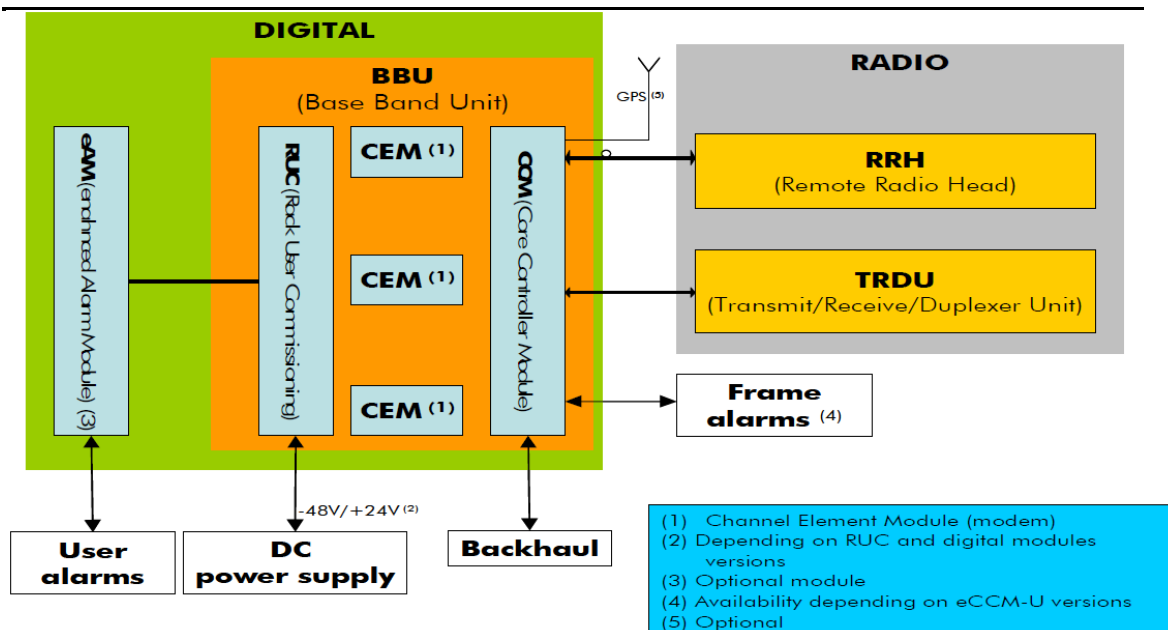 DIGITAL
BBU
(Base Band Unit)
eAM (enahnced Alarm Module) (3)
RUC (Rack User Commissioning)
CEM (1)
CEM (1)
CEM (1)
CCM (Core Controller Module)
GPS (5)
RADIO
RRH
(Remote Radio Head)
TRDU
(Transmit/Receive/Duplexer Unit)
Frame
alarms (4)
-48V/+24V (2)
User
alarms
DC
power supply
Backhaul
(1) Channel Element Module (modem)
(2) Depending on RUC and digital modules
versions
(3) Optional module
(4) Availability depending on eCCM-U versions
(5) Optional